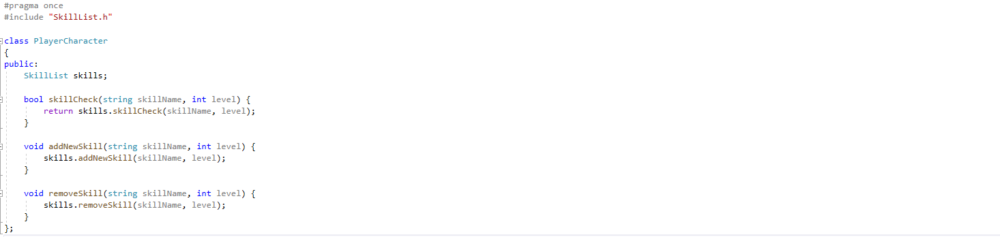 #pragma once
#include "SkillList.h"
class PlayerCharacter
{
public:
SkillList skills;
bool skillCheck(string skillName, int level) {
return skills.skillCheck(skillName, level);
}
void addNewSkill(string skillName, int level) {
skills.addNewSkill(skillName, level);
}
void removeSkill(string skillName, int level) {
skills.removeSkill(skillName, level);
}
};